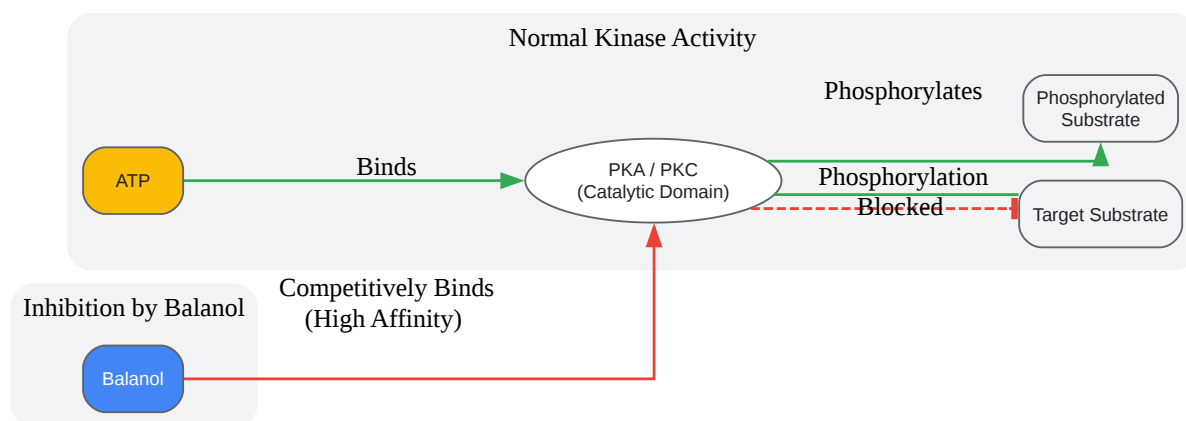 Normal Kinase Activity
Phosphorylates
Phosphorylated
Substrate
ATP
Binds
PKA / PKC
(Catalytic Domain)
Phosphorylation
Blocked
Target Substrate
Competitively Binds
(High Affinity)
Inhibition by Balanol
Balanol